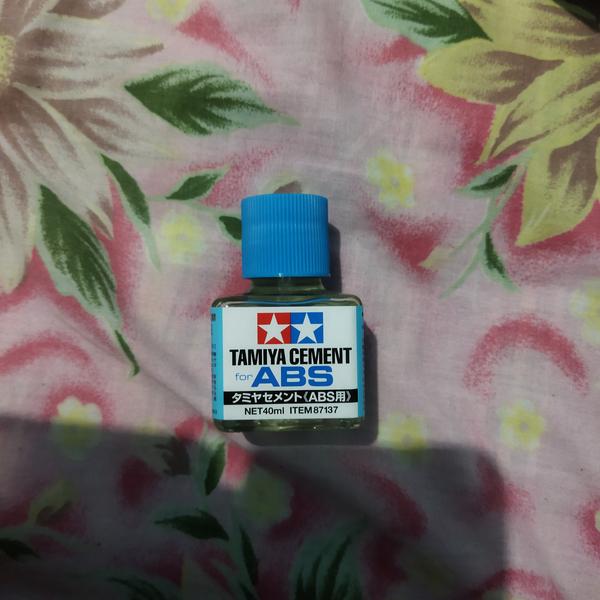 TAMIYA CEMENT
for ABS
タミヤセメント《ABS用》
NET40ml ITEM87137